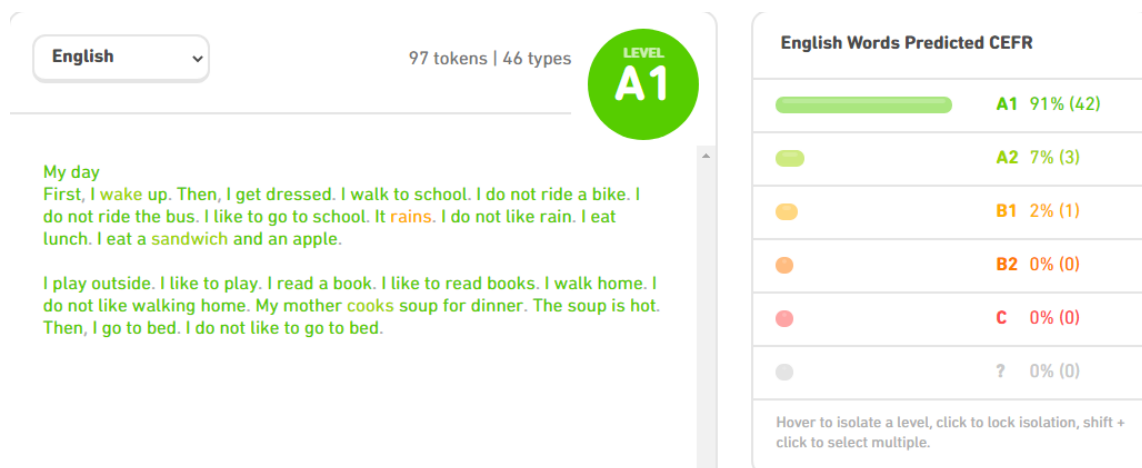 English
97 tokens | 46 types
LEVEL
A1
My day
First, I wake up. Then, I get dressed. I walk to school. I do not ride a bike. I
do not ride the bus. I like to go to school. It rains. I do not like rain. I eat
lunch. I eat a sandwich and an apple.
I play outside. I like to play. I read a book. I like to read books. I walk home. I
do not like walking home. My mother cooks soup for dinner. The soup is hot.
Then, I go to bed. I do not like to go to bed.
English Words Predicted CEFR
A1 91% (42)
A2 7% (3)
B1 2% (1)
B2 0% (0)
C 0% (0)
? 0% (0)
Hover to isolate a level, click to lock isolation, shift +
click to select multiple.